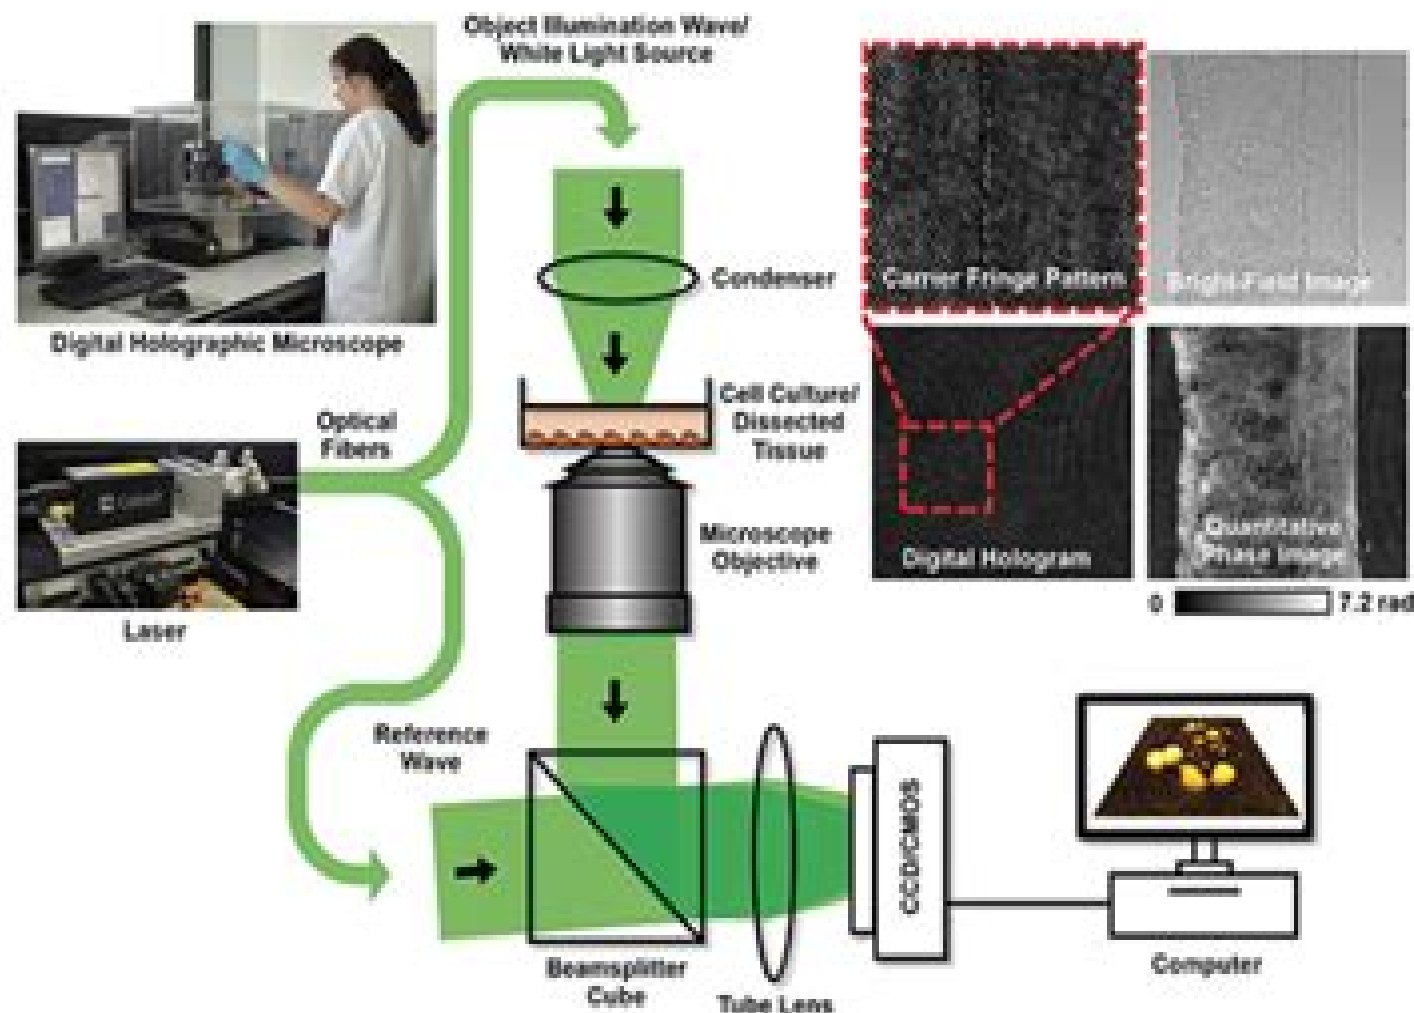 Object Illumination Wave/
White Light Source
Digital Holographic Microscope
Optical
Fibers
Laser
Condenser
Cell Culture/
Dissected
Tissue
Microscope
Objective
Reference
Wave
Beamsplitter
Cube
Tube Lens
CCD/CMOS
Computer
Carrier Fringe Pattern
Bright-Field Image
Digital Hologram
Quantitative
Phase Image
0
7.2 rad